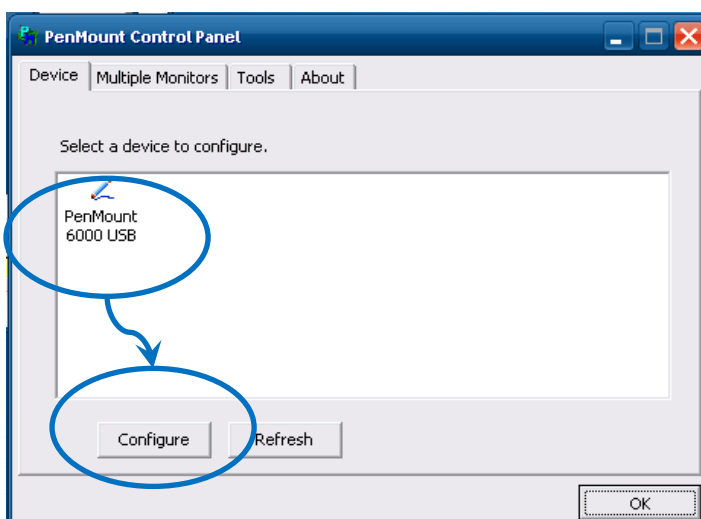 PenMount Control Panel
Device Multiple Monitors Tools About
Select a device to configure.
PenMount
6000 USB
Configure Refresh
OK